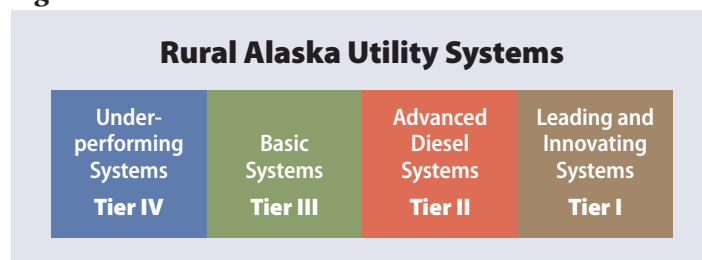 Rural Alaska Utility Systems
Under-
performing
Systems
Tier IV
Basic
Systems
Tier III
Advanced
Diesel
Systems
Tier II
Leading and
Innovating
Systems
Tier I